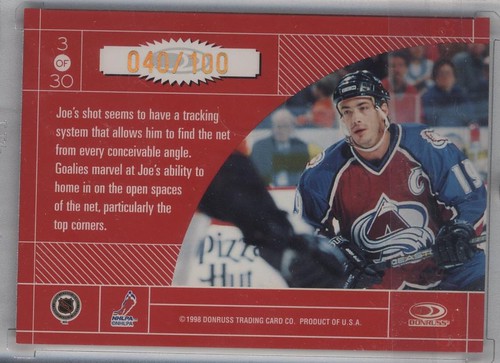 3
OF
30
040/100
Joe's shot seems to have a tracking
system that allows him to find the net
from every conceivable angle.
Goalies marvel at Joe's ability to
home in on the open spaces
of the net, particularly the
top corners.
C
Pizza
Hut
NHLPA
©1998 DONRUSS TRADING CARD CO. PRODUCT OF U.S.A.
DONRUSS